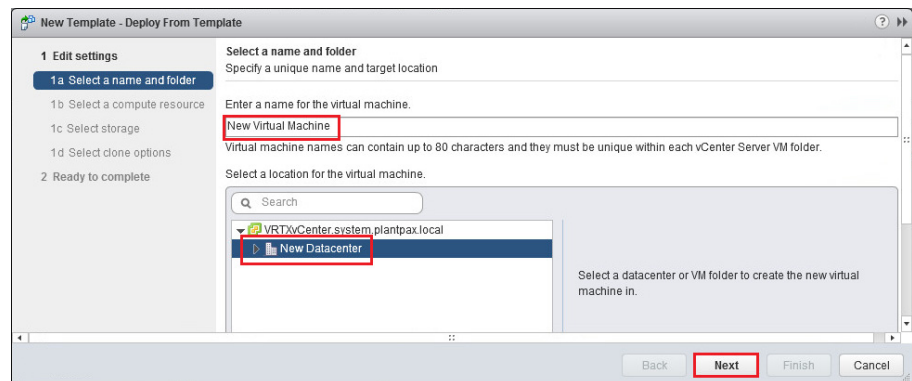 New Template - Deploy From Template
?
1 Edit settings
1a Select a name and folder
1b Select a compute resource
1c Select storage
1d Select clone options
2 Ready to complete
Select a name and folder
Specify a unique name and target location
Enter a name for the virtual machine.
New Virtual Machine
Virtual machine names can contain up to 80 characters and they must be unique within each vCenter Server VM folder.
Select a location for the virtual machine.
Search
VRTXvCenter.system.plantpax.local
New Datacenter
Select a datacenter or VM folder to create the new virtual
machine in.
Back
Next
Finish
Cancel